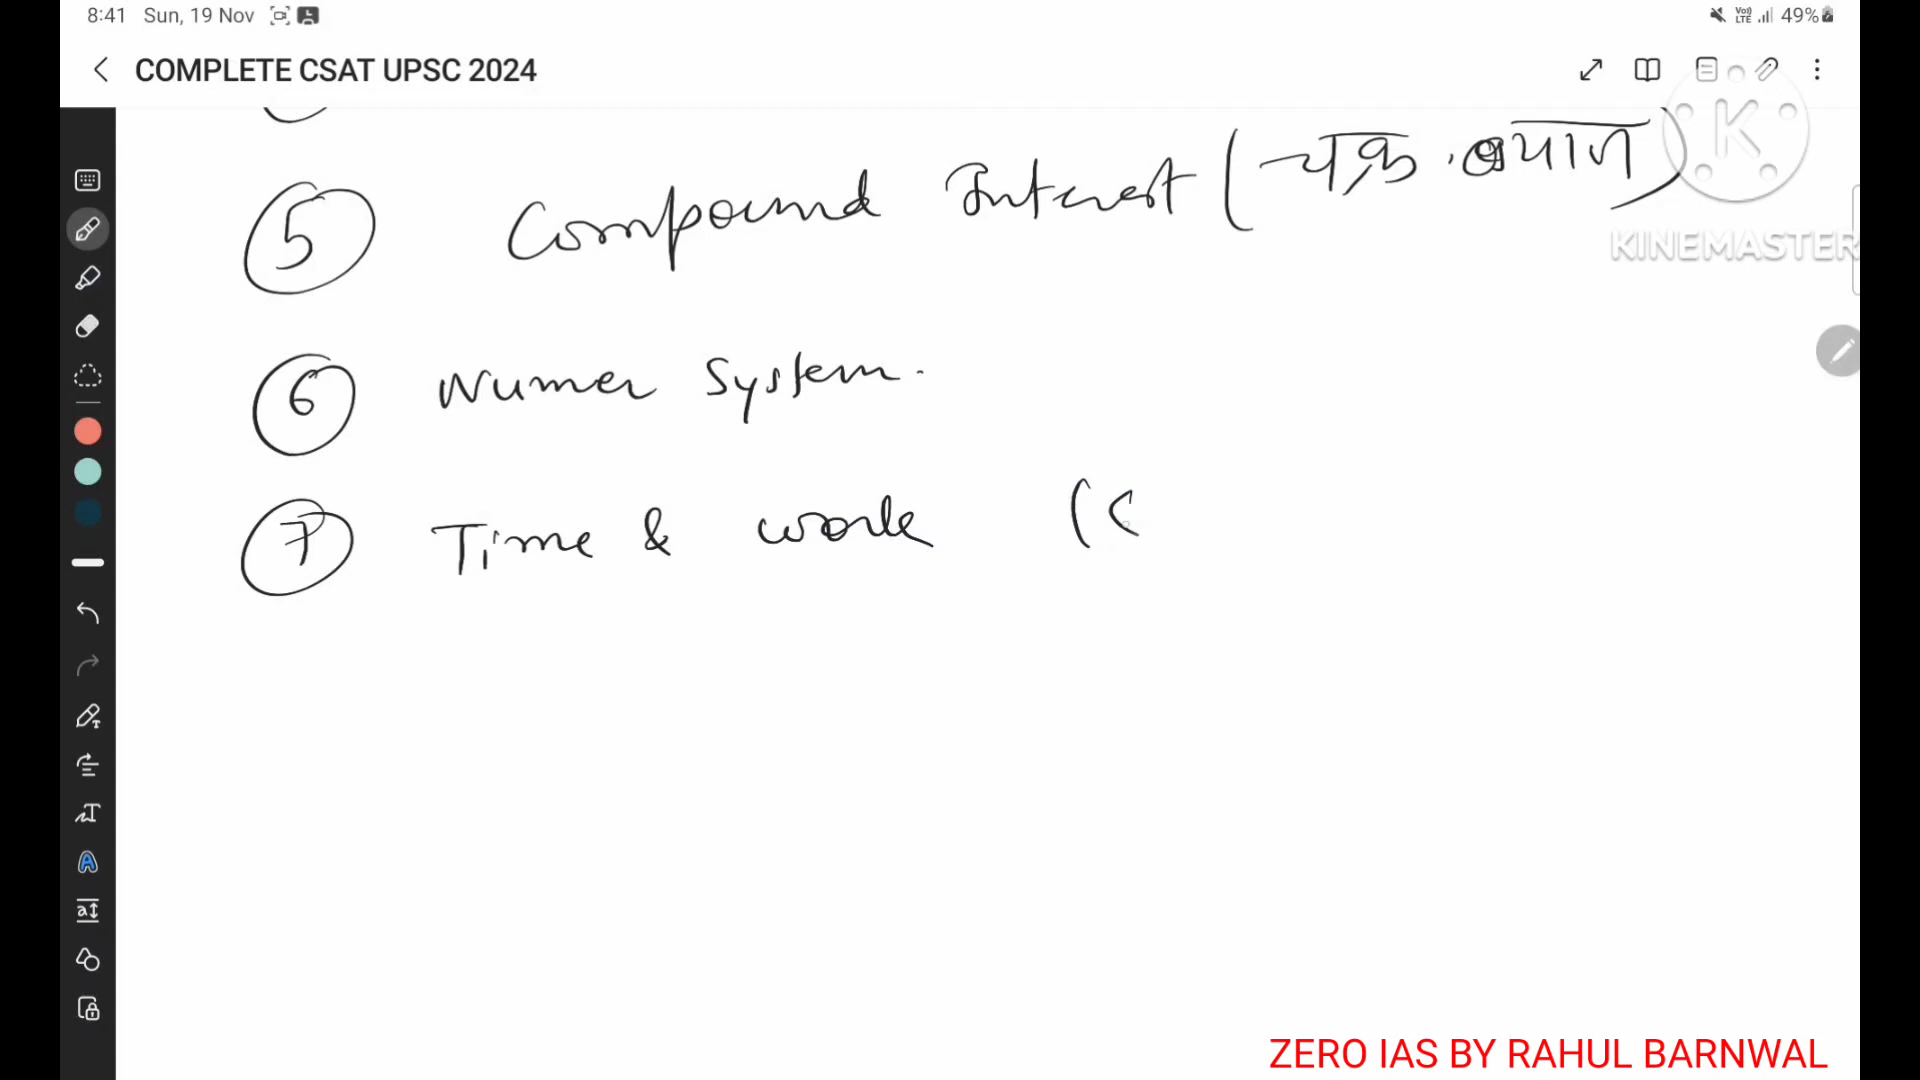 8:41 Sun, 19 Nov
49%
COMPLETE CSAT UPSC 2024
5 Compound Interest (चक्र. ब्याज)
K
KINEMASTER
6 Numer System.
7 Time & work (
ZERO IAS BY RAHUL BARNWAL